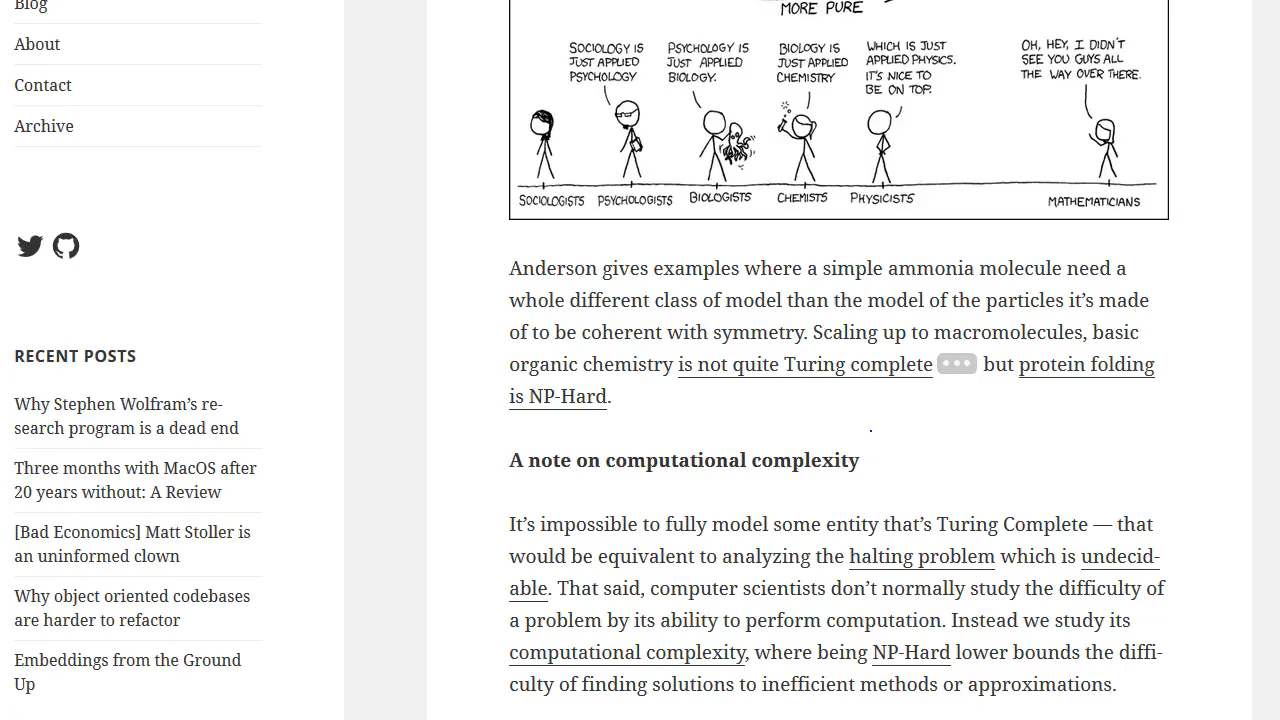 Blog
About
Contact
Archive
RECENT POSTS
Why Stephen Wolfram's re-
search program is a dead end
Three months with MacOS after
20 years without: A Review
[Bad Economics] Matt Stoller is
an uninformed clown
Why object oriented codebases
are harder to refactor
Embeddings from the Ground
Up
MORE PURE
SOCIOLOGY IS
JUST APPLIED
PSYCHOLOGY
PSYCHOLOGY IS
JUST APPLIED
BIOLOGY.
BIOLOGY IS
JUST APPLIED
CHEMISTRY
WHICH IS JUST
APPLIED PHYSICS.
IT'S NICE TO
BE ON TOP.
OH, HEY, I DIDN'T
SEE YOU GUYS ALL
THE WAY OVER THERE.
SOCIOLOGISTS
PSYCHOLOGISTS
BIOLOGISTS
CHEMISTS
PHYSICISTS
MATHEMATICIANS
Anderson gives examples where a simple ammonia molecule need a
whole different class of model than the model of the particles it’s made
of to be coherent with symmetry. Scaling up to macromolecules, basic
organic chemistry is not quite Turing complete but protein folding
is NP-Hard.
A note on computational complexity
It’s impossible to fully model some entity that’s Turing Complete — that
would be equivalent to analyzing the halting problem which is undecid-
able. That said, computer scientists don’t normally study the difficulty of
a problem by its ability to perform computation. Instead we study its
computational complexity, where being NP-Hard lower bounds the diffi-
culty of finding solutions to inefficient methods or approximations.